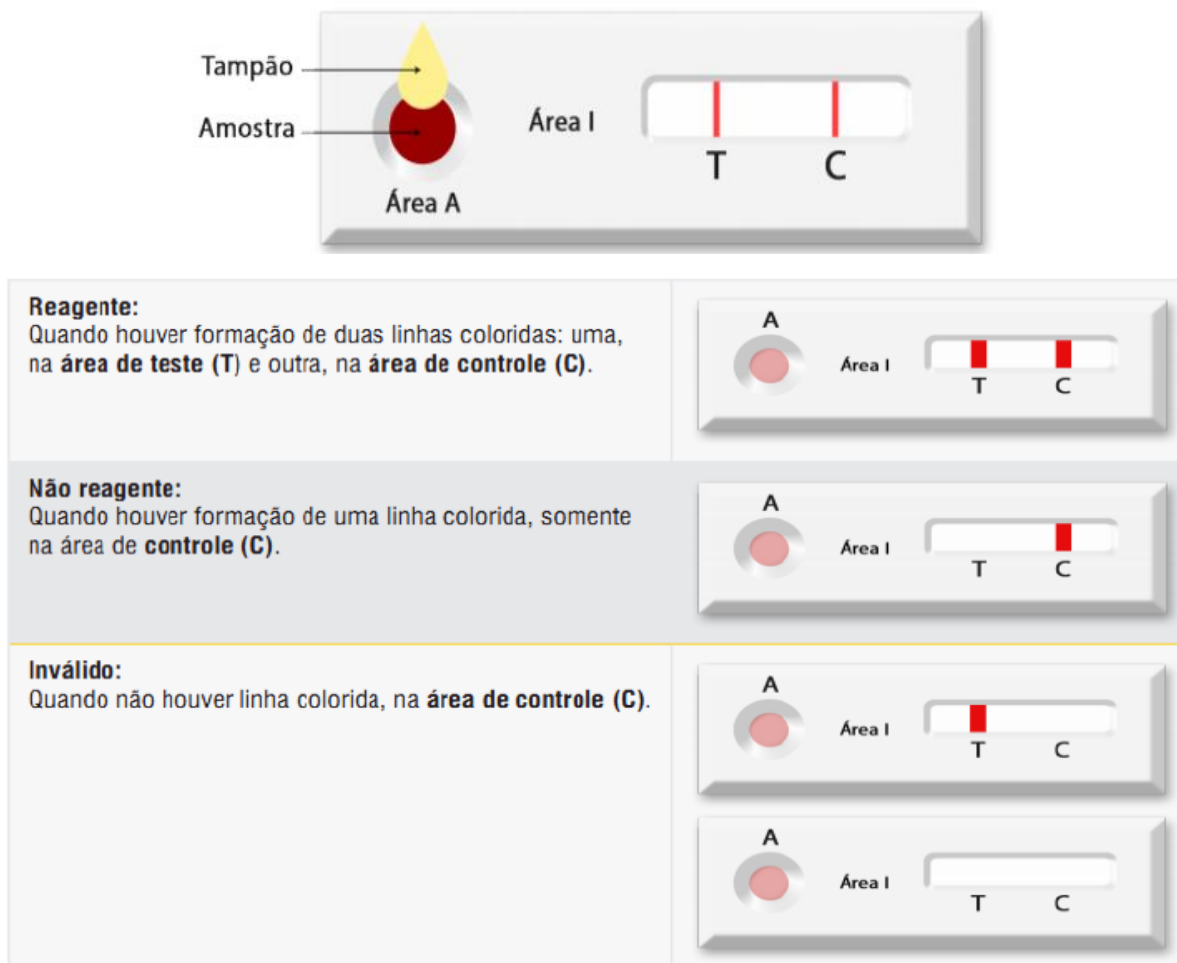 Tampão
Amostra
Área A
Área I
T C
Reagente:
Quando houver formação de duas linhas coloridas: uma,
na área de teste (T) e outra, na área de controle (C).
A
Área I
T C
Não reagente:
Quando houver formação de uma linha colorida, somente
na área de controle (C).
A
Área I
T C
Inválido:
Quando não houver linha colorida, na área de controle (C).
A
Área I
T C
A
Área I
T C